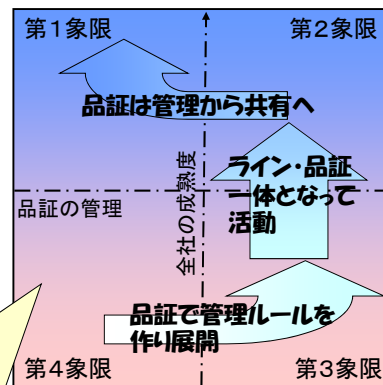 第1象限
第2象限
品証は管理から共有へ
全社の成熟度
ライン・品証
一体となって
活動
品証の管理
品証で管理ルールを
作り展開
第4象限
第3象限